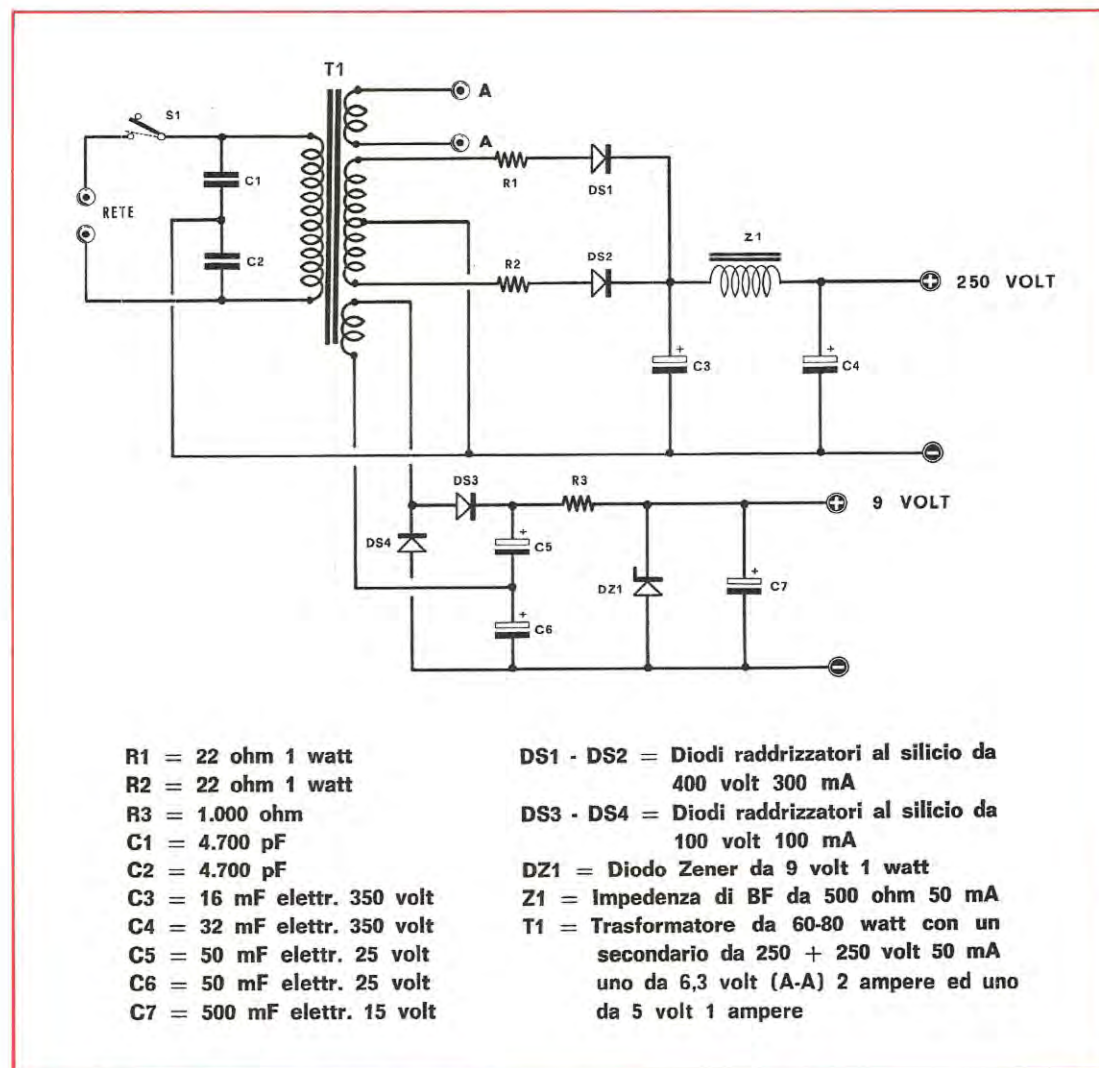 T1
A
S1
A
C1
R1
DS1
RETE
Z1
C2
R2
DS2
250 VOLT
C3
C4
DS3
R3
9 VOLT
DS4
C5
DZ1
C7
C6
R1 = 22 ohm 1 watt
R2 = 22 ohm 1 watt
R3 = 1.000 ohm
C1 = 4.700 pF
C2 = 4.700 pF
C3 = 16 mF elettr. 350 volt
C4 = 32 mF elettr. 350 volt
C5 = 50 mF elettr. 25 volt
C6 = 50 mF elettr. 25 volt
C7 = 500 mF elettr. 15 volt
DS1 - DS2 = Diodi raddrizzatori al silicio da
400 volt 300 mA
DS3 - DS4 = Diodi raddrizzatori al silicio da
100 volt 100 mA
DZ1 = Diodo Zener da 9 volt 1 watt
Z1 = Impedenza di BF da 500 ohm 50 mA
T1 = Trasformatore da 60-80 watt con un
secondario da 250 + 250 volt 50 mA
uno da 6,3 volt (A-A) 2 ampere ed uno
da 5 volt 1 ampere